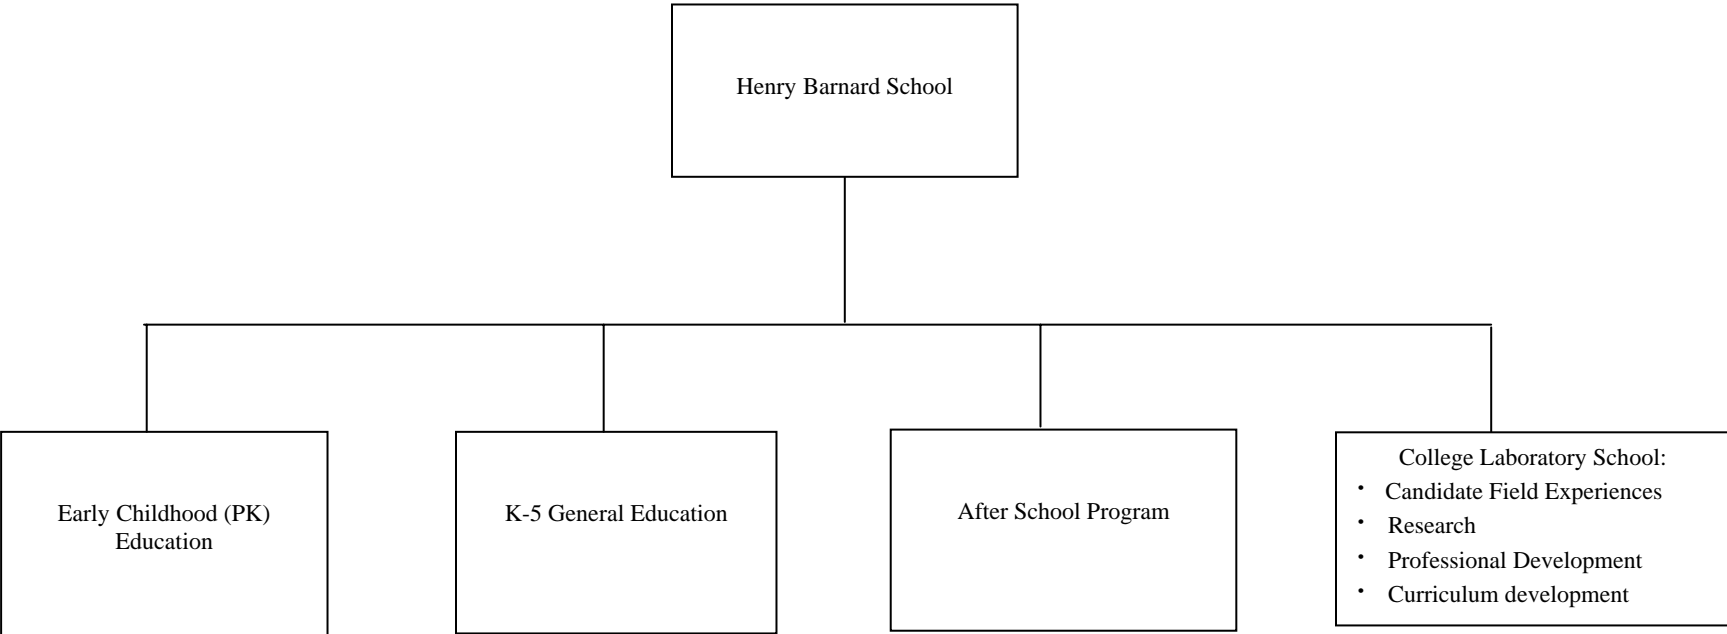 Henry Barnard School
Early Childhood (PK)
Education
K-5 General Education
After School Program
College Laboratory School:
· Candidate Field Experiences
· Research
· Professional Development
· Curriculum development